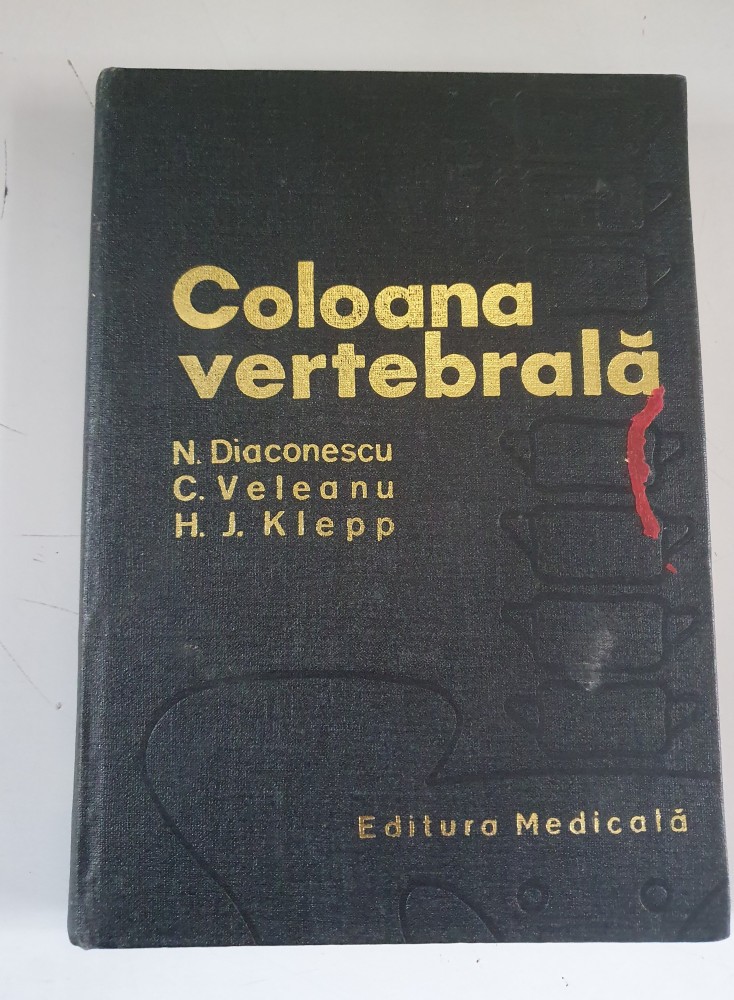 Coloana
vertebrală
N. Diaconescu
C. Veleanu
H. J. Klepp
Editura Medicală